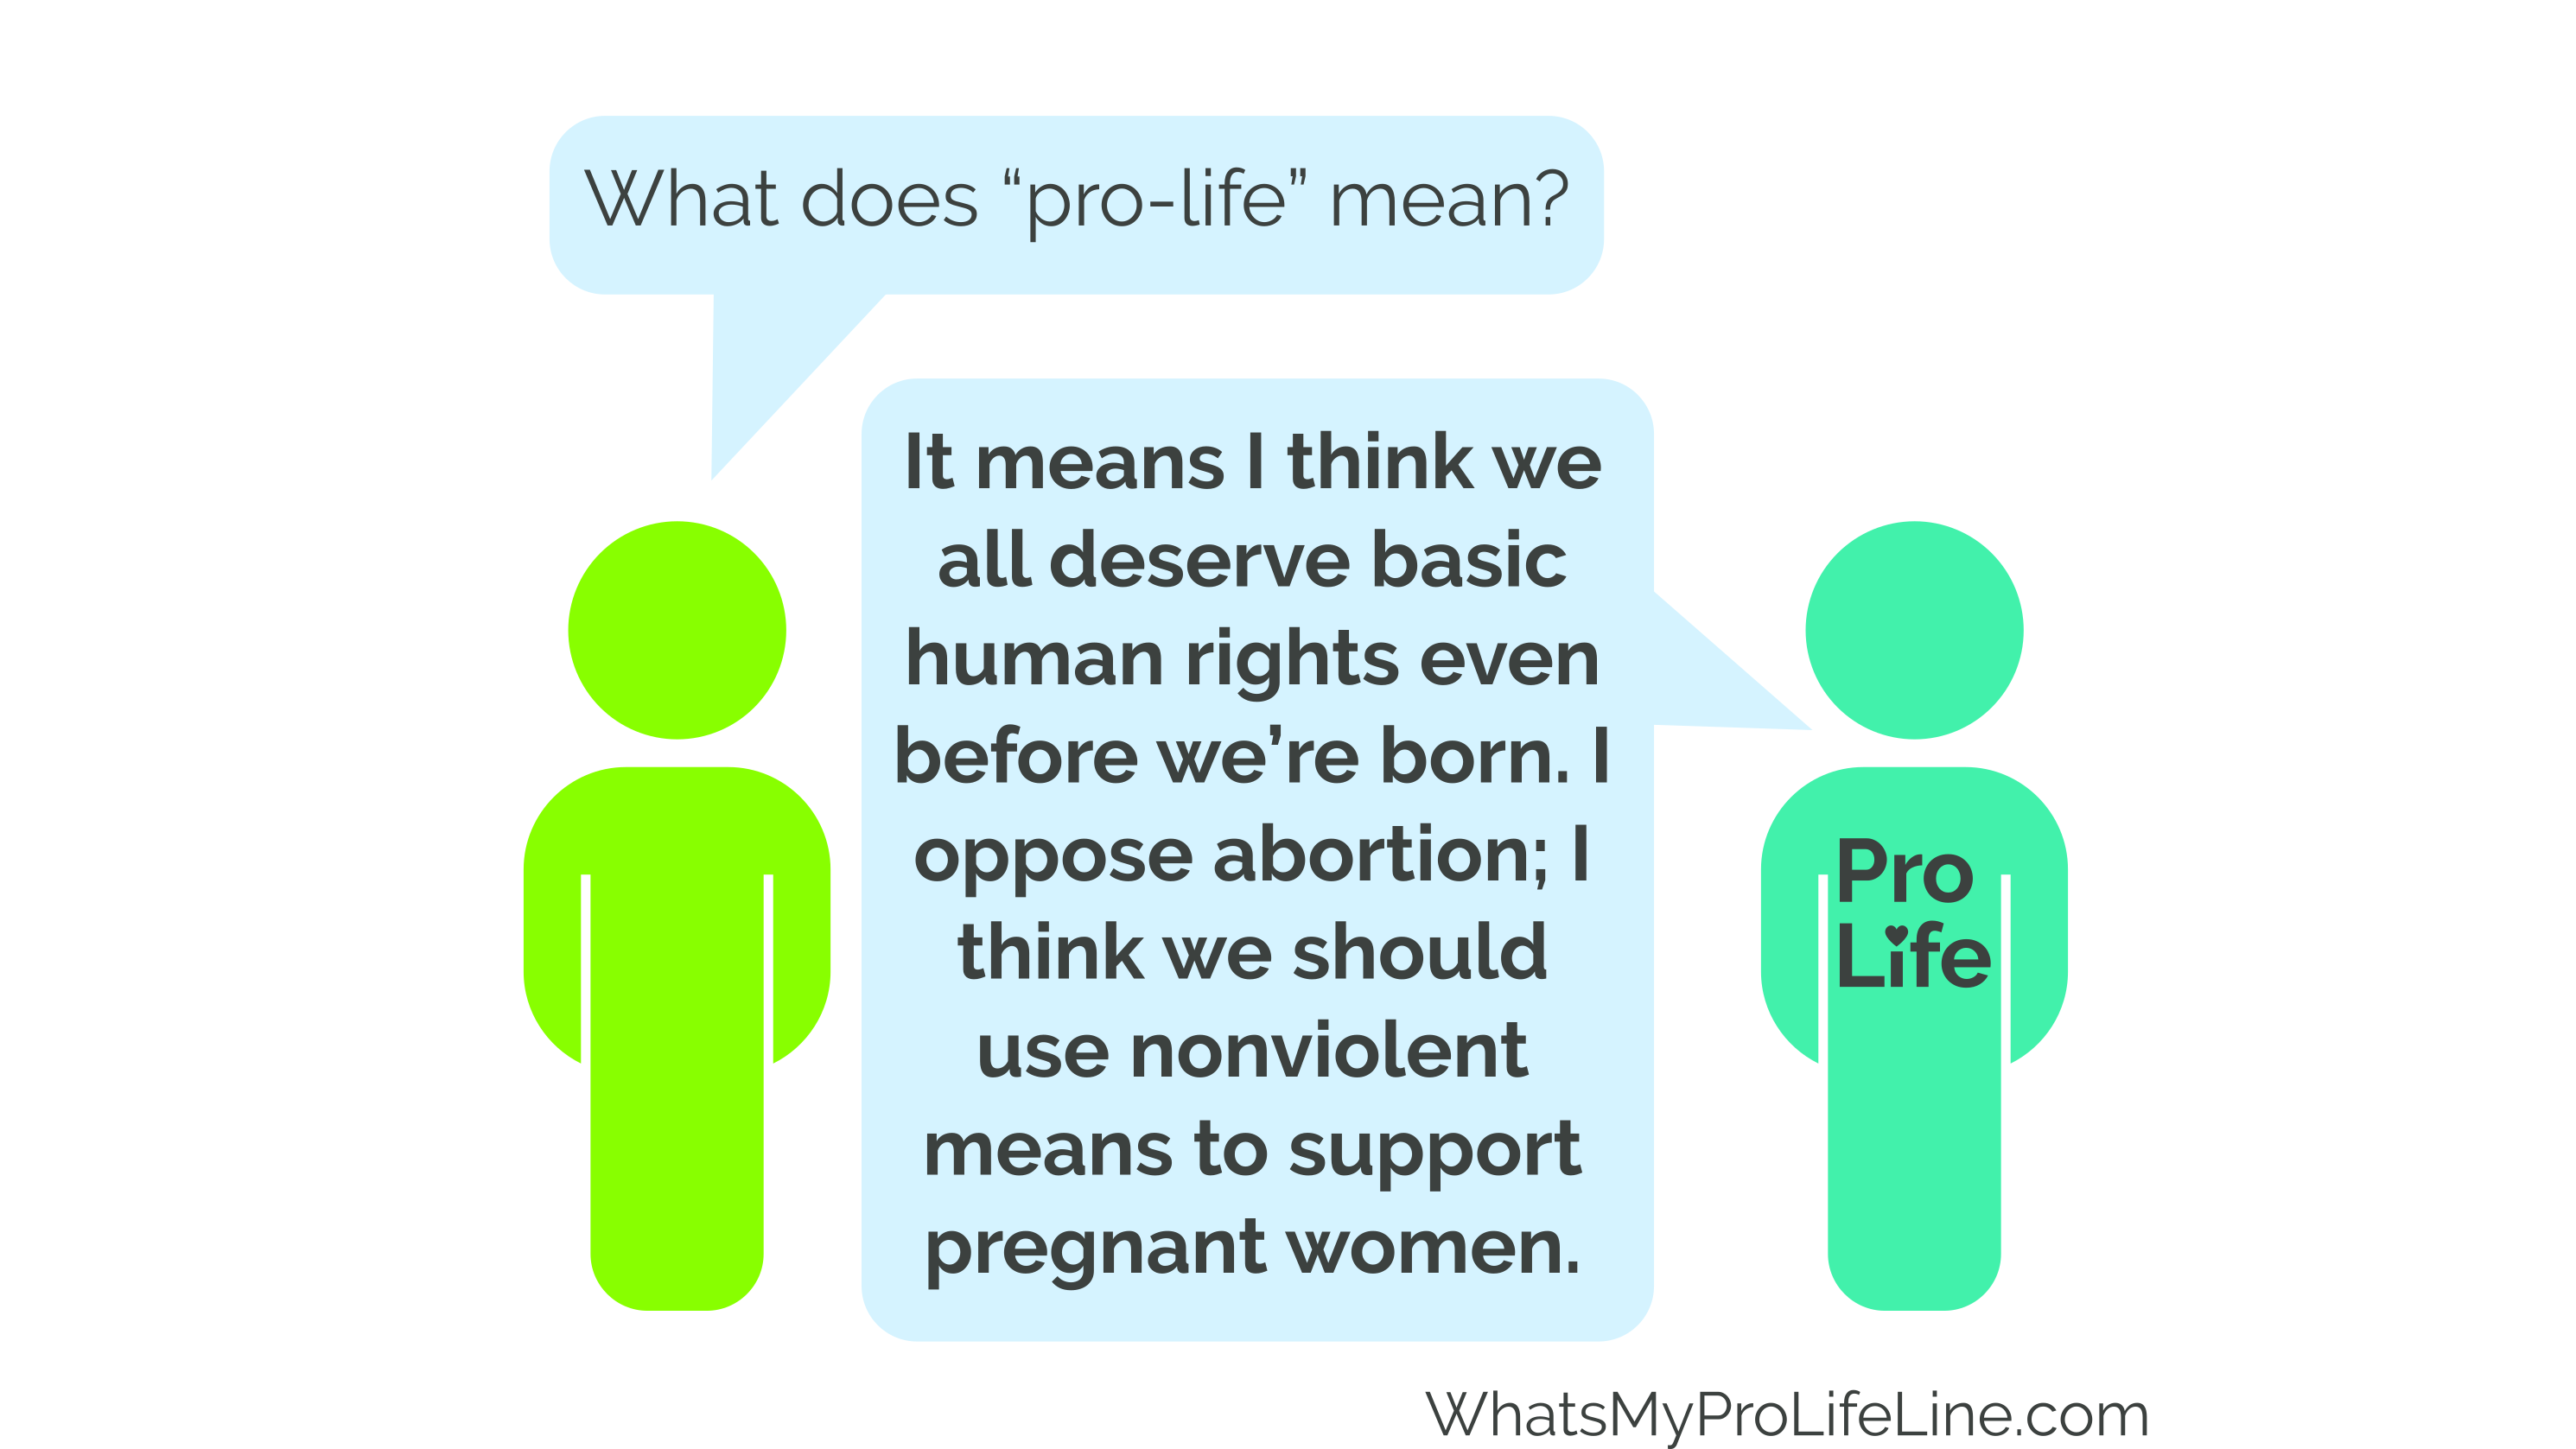 What does “pro-life” mean?
It means I think we
all deserve basic
human rights even
before we’re born. I
oppose abortion; I
think we should
use nonviolent
means to support
pregnant women.
Pro
Life
WhatsMyProLifeLine.com